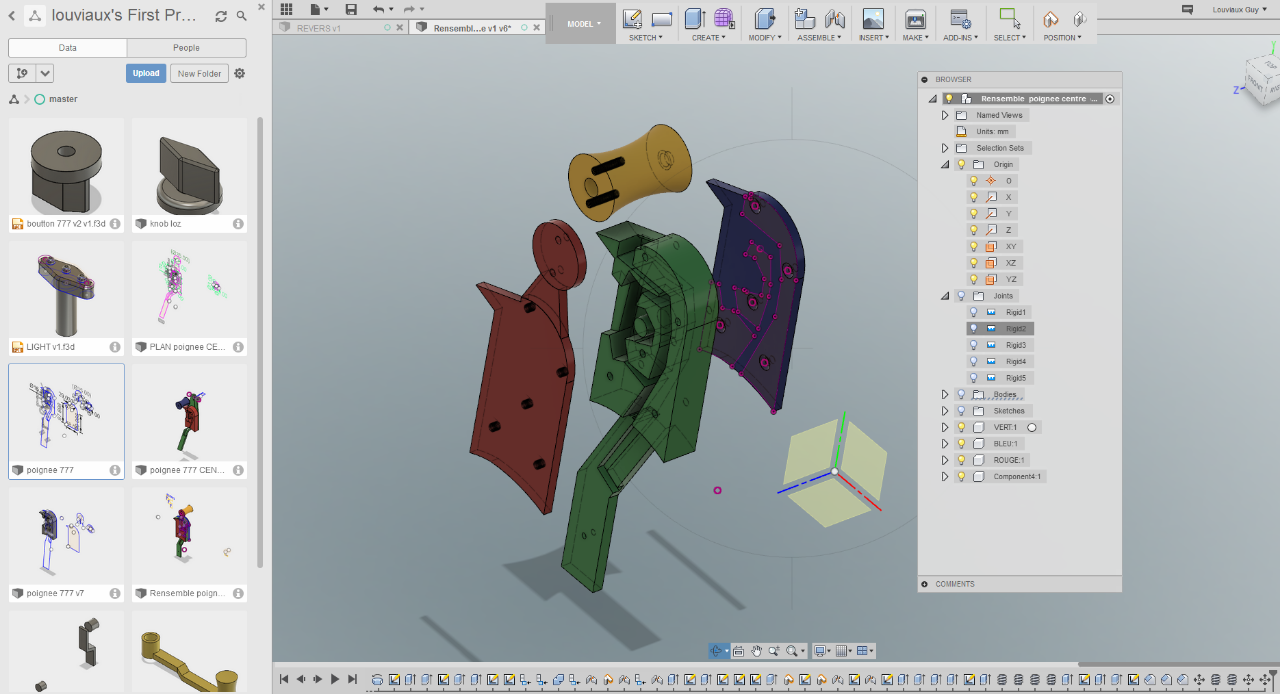 louviaux's First Pr...
Data
People
Upload
New Folder
master
boutton 777 v2 v1.f3d
knob loz
LIGHT v1.f3d
PLAN poignee CE...
poignee 777
poignee 777 CEN...
poignee 777 v7
Rensemble poign...
REVERS v1
Rensembl...e v1 v6*
Louviaux Guy
MODEL
SKETCH
CREATE
MODIFY
ASSEMBLE
INSERT
MAKE
ADD-INS
SELECT
POSITION
BROWSER
Rensemble poignee centre ...
Named Views
Units: mm
Selection Sets
Origin
O
X
Y
Z
XY
XZ
YZ
Joints
Rigid1
Rigid2
Rigid3
Rigid4
Rigid5
Bodies
Sketches
VERT:1
BLEU:1
ROUGE:1
Component4:1
COMMENTS
Y
Z
TOP